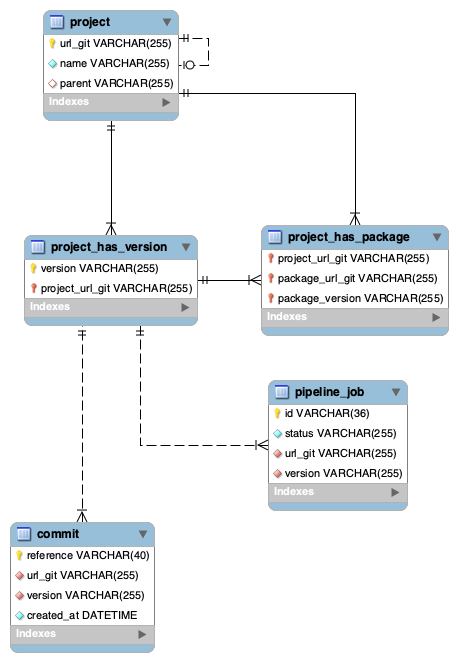 project
url_git VARCHAR(255)
name VARCHAR(255)
parent VARCHAR(255)
Indexes
project_has_version
version VARCHAR(255)
project_url_git VARCHAR(255)
Indexes
project_has_package
project_url_git VARCHAR(255)
package_url_git VARCHAR(255)
package_version VARCHAR(255)
Indexes
pipeline_job
id VARCHAR(36)
status VARCHAR(255)
url_git VARCHAR(255)
version VARCHAR(255)
Indexes
commit
reference VARCHAR(40)
url_git VARCHAR(255)
version VARCHAR(255)
created_at DATETIME
Indexes